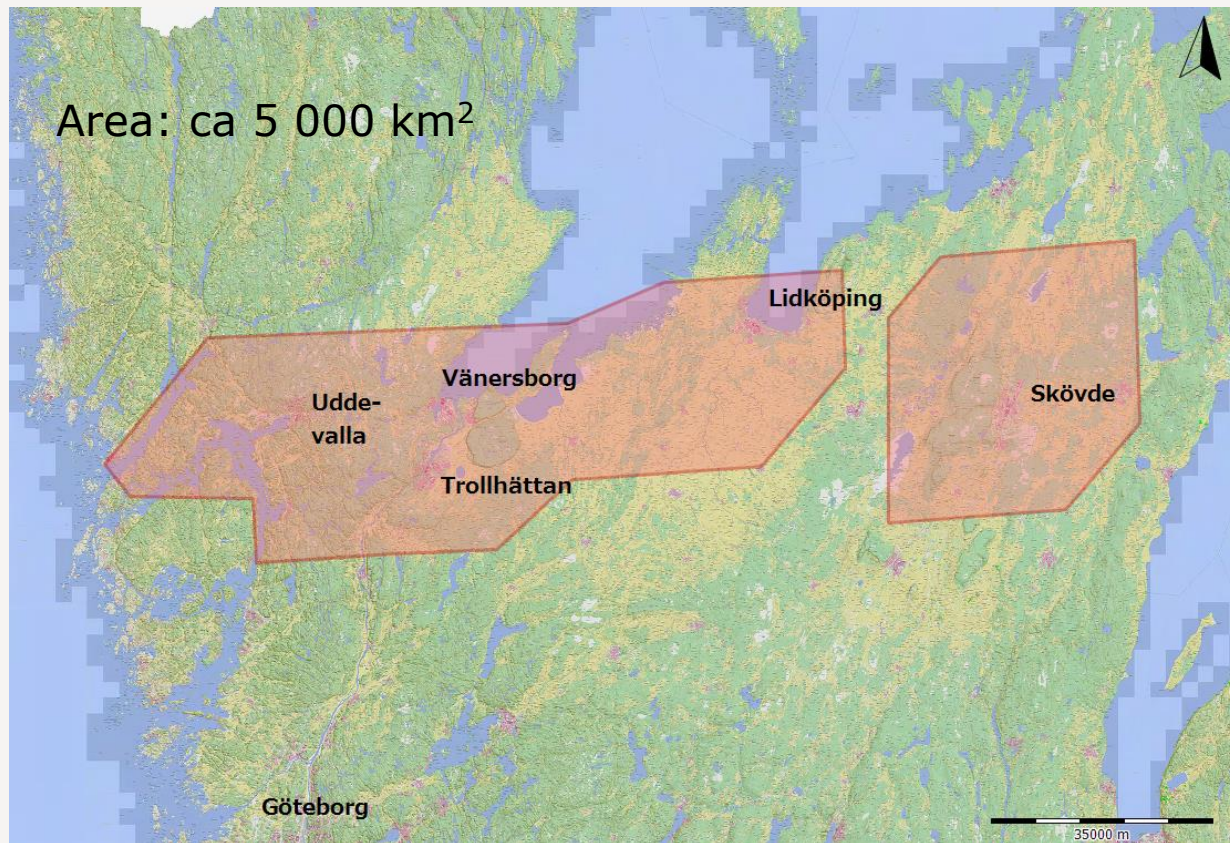 Area: ca 5 000 km²
Lidköping
Vänersborg
Udde-
valla
Skövde
Trollhättan
Göteborg
35000 m